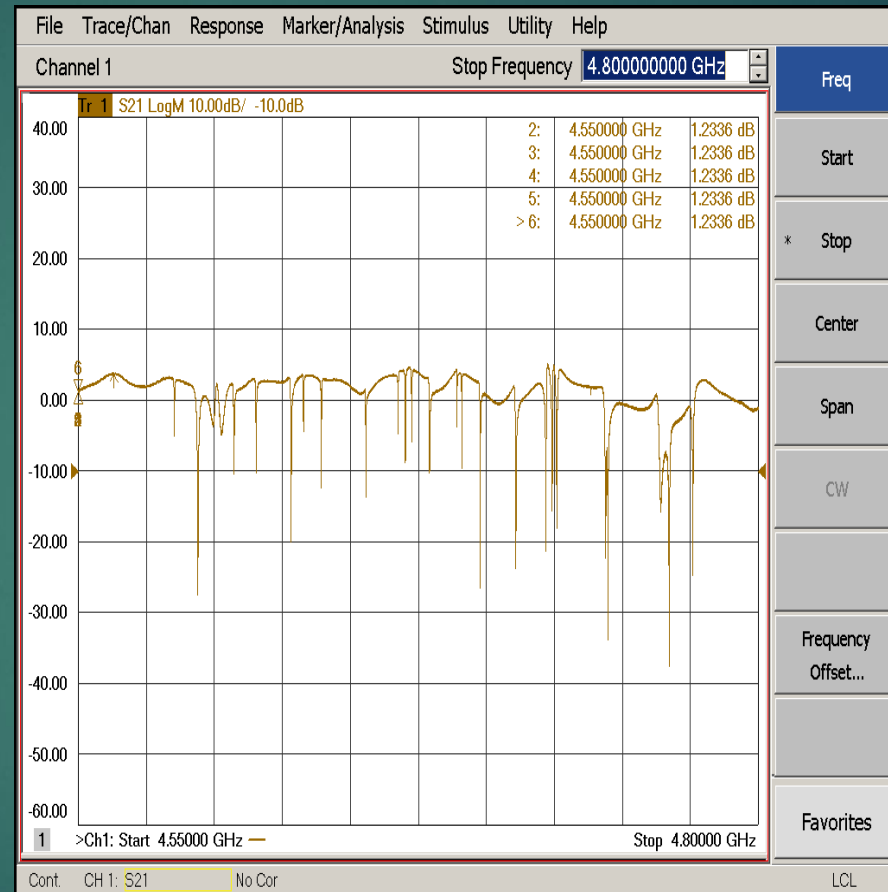 File Trace/Chan Response Marker/Analysis Stimulus Utility Help
Channel 1 Stop Frequency 4.800000000 GHz
Freq
Tr 1 S21 LogM 10.00dB/ -10.0dB
40.00
2: 4.550000 GHz 1.2336 dB
3: 4.550000 GHz 1.2336 dB
4: 4.550000 GHz 1.2336 dB
5: 4.550000 GHz 1.2336 dB
>6: 4.550000 GHz 1.2336 dB
Start
30.00
* Stop
20.00
Center
10.00
6
0.00
Span
-10.00
CW
-20.00
-30.00
Frequency
Offset...
-40.00
-50.00
-60.00
Favorites
1 >Ch1: Start 4.55000 GHz Stop 4.80000 GHz
Cont. CH 1: S21 No Cor LCL